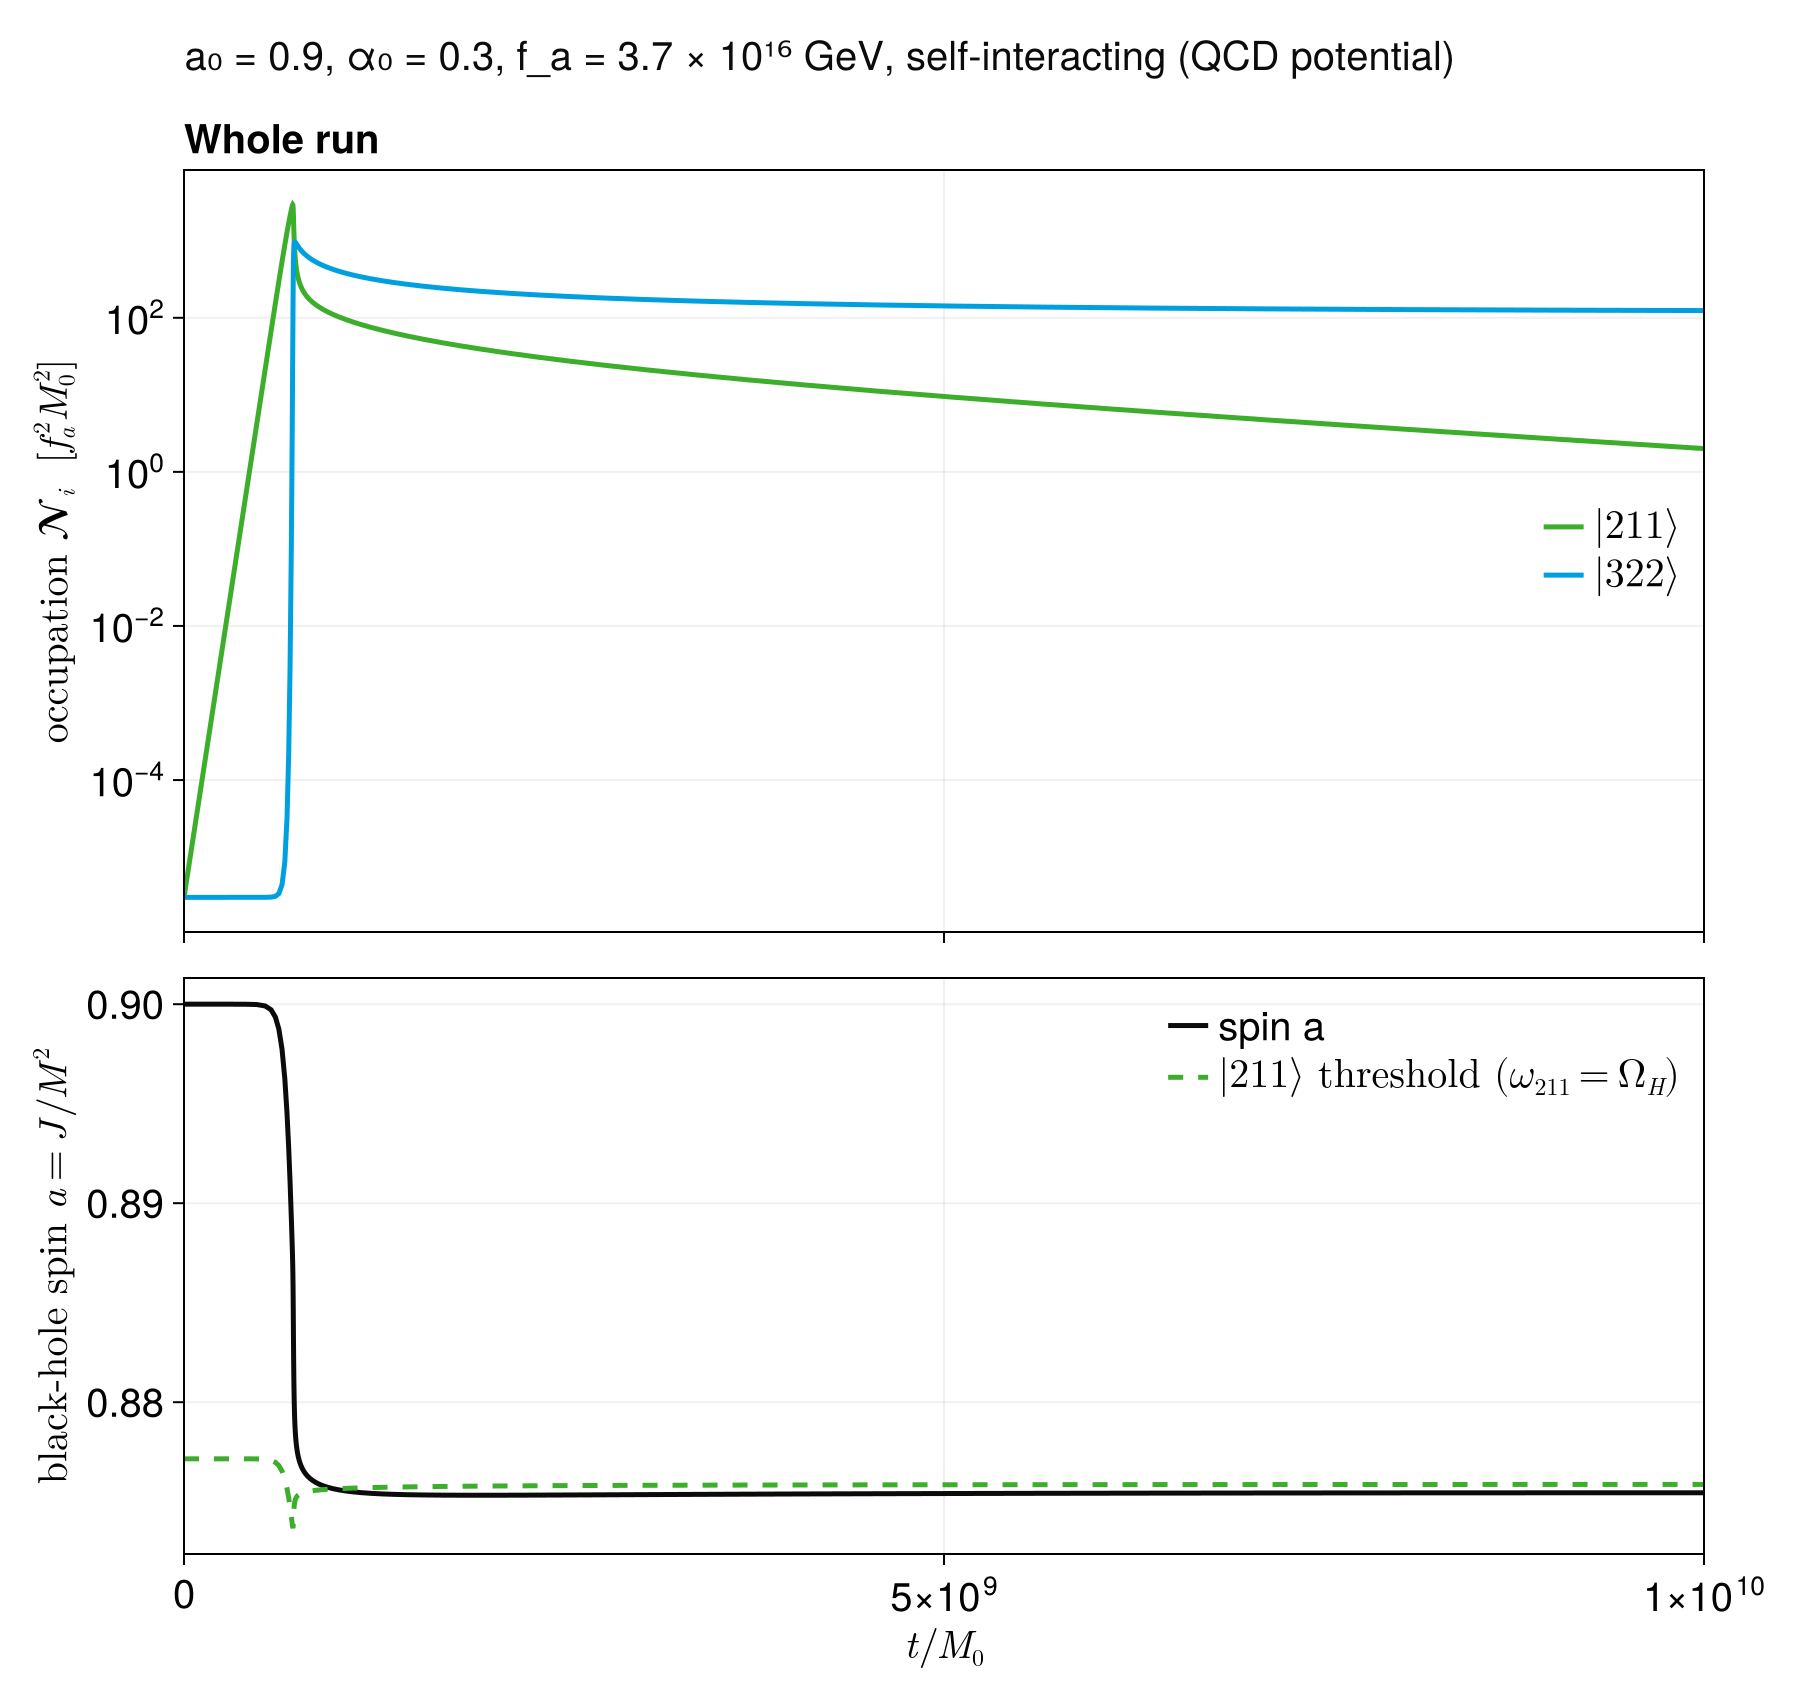 a₀ = 0.9, α₀ = 0.3, f_a = 3.7 × 10¹⁶ GeV, self-interacting (QCD potential)
Whole run
occupation 𝒩ᵢ [f_a² M₀²]
10²
10⁰
10⁻²
10⁻⁴
|211⟩
|322⟩
black-hole spin a = J/M²
0.90
0.89
0.88
spin a
|211⟩ threshold (ω₂₁₁ = Ω_H)
0
5×10⁹
1×10¹⁰
t/M₀